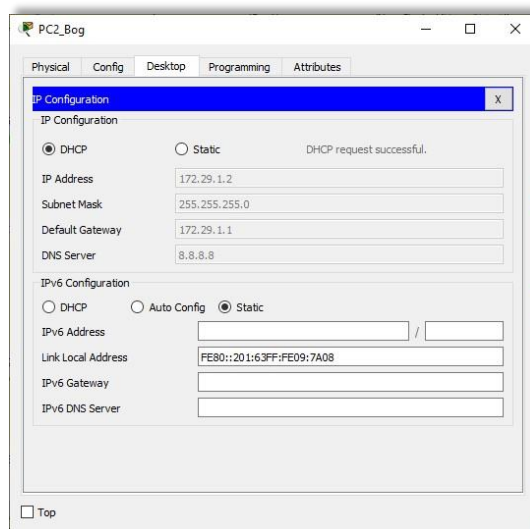 PC2_Bog
Physical Config Desktop Programming Attributes
IP Configuration X
IP Configuration
DHCP Static DHCP request successful.
IP Address 172.29.1.2
Subnet Mask 255.255.255.0
Default Gateway 172.29.1.1
DNS Server 8.8.8.8
IPv6 Configuration
DHCP Auto Config Static
IPv6 Address /
Link Local Address FE80::201:63FF:FE09:7A08
IPv6 Gateway
IPv6 DNS Server
Top